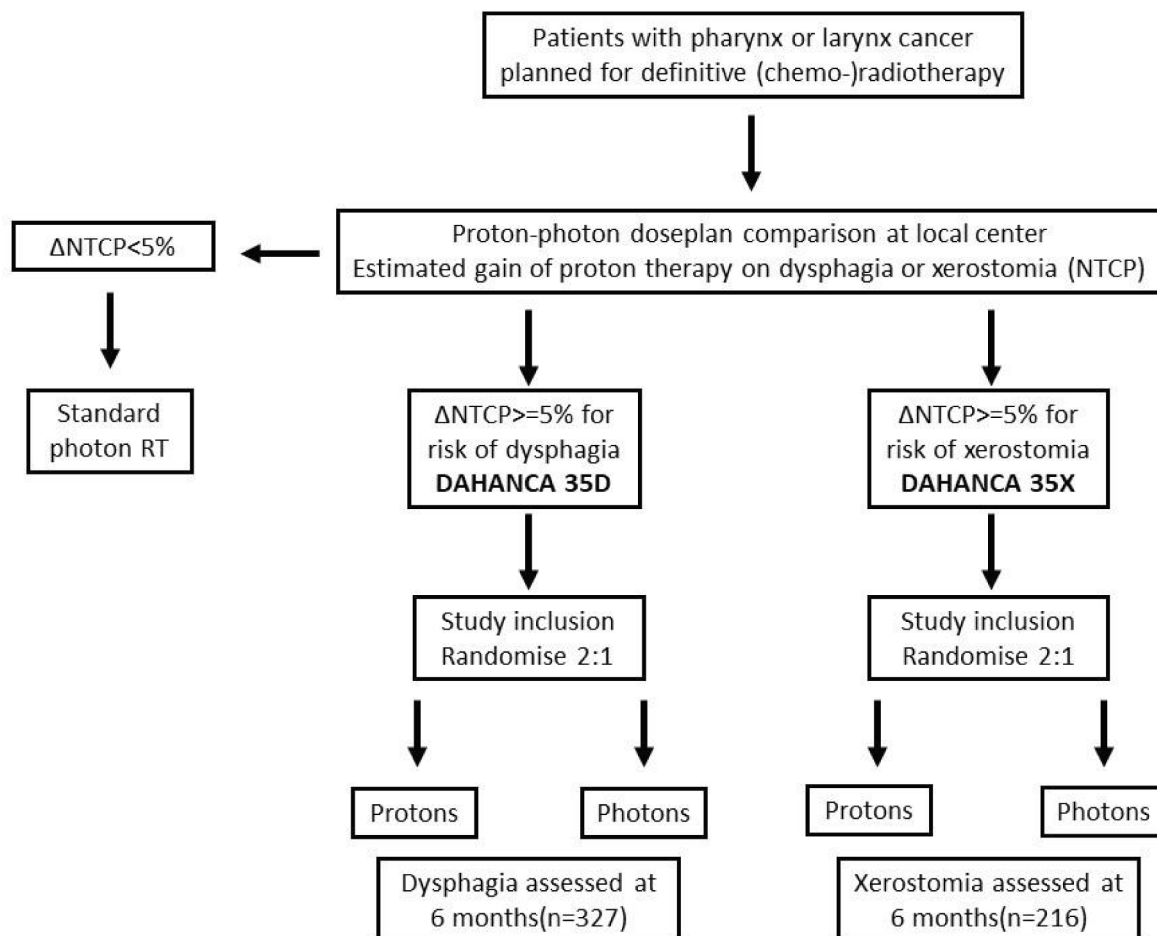 Patients with pharynx or larynx cancer
planned for definitive (chemo-)radiotherapy
ΔNTCP<5%
Proton-photon doseplan comparison at local center
Estimated gain of proton therapy on dysphagia or xerostomia (NTCP)
Standard
photon RT
ΔNTCP>=5% for
risk of dysphagia
DAHANCA 35D
ΔNTCP>=5% for
risk of xerostomia
DAHANCA 35X
Study inclusion
Randomise 2:1
Study inclusion
Randomise 2:1
Protons
Photons
Protons
Photons
Dysphagia assessed at
6 months(n=327)
Xerostomia assessed at
6 months(n=216)